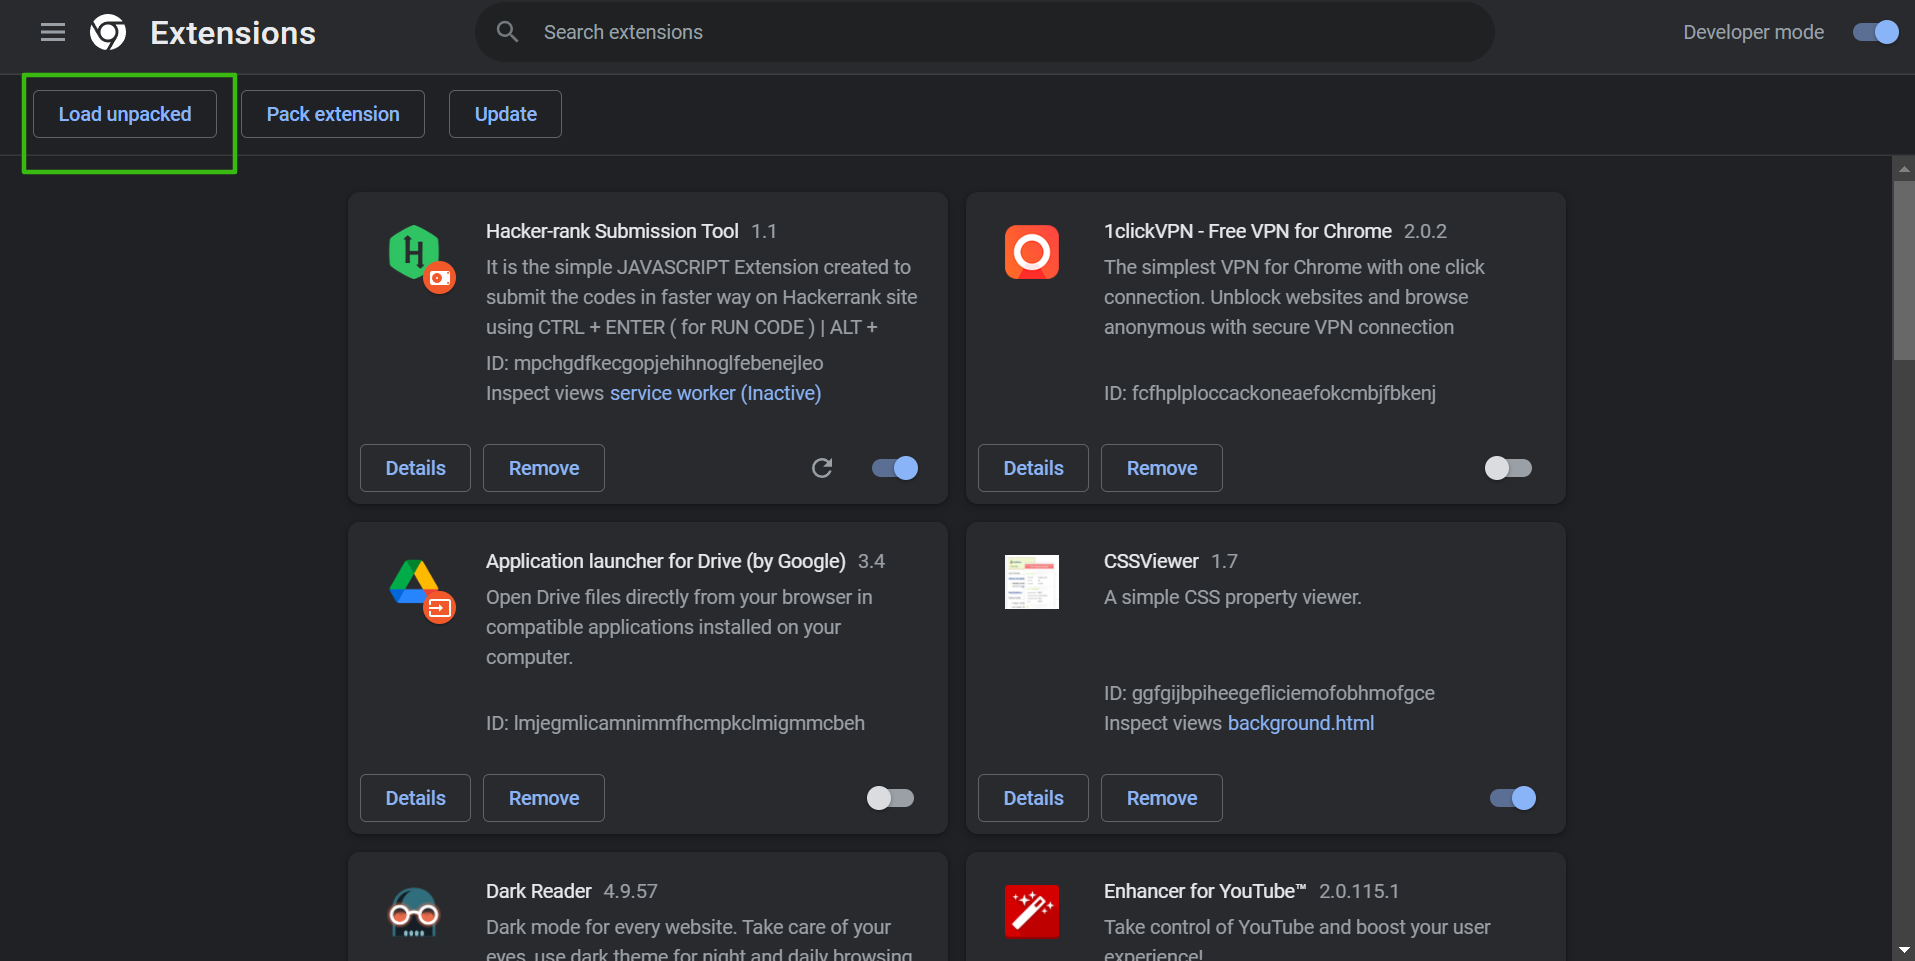 Extensions
Search extensions
Developer mode
Load unpacked
Pack extension
Update
Hacker-rank Submission Tool 1.1
It is the simple JAVASCRIPT Extension created to
submit the codes in faster way on Hackerrank site
using CTRL + ENTER ( for RUN CODE ) | ALT +
ID: mpchgdfkecgopjehihnoglfebenejleo
Inspect views service worker (Inactive)
Details
Remove
1clickVPN - Free VPN for Chrome 2.0.2
The simplest VPN for Chrome with one click
connection. Unblock websites and browse
anonymous with secure VPN connection
ID: fcfhplploccackoneaefokcmbjfbkenj
Details
Remove
Application launcher for Drive (by Google) 3.4
Open Drive files directly from your browser in
compatible applications installed on your
computer.
ID: lmjegmlicamnimmfhcmpkclmigmmcbeh
Details
Remove
CSSViewer 1.7
A simple CSS property viewer.
ID: ggfgijbpiheegefliciemofobhmofgce
Inspect views background.html
Details
Remove
Dark Reader 4.9.57
Dark mode for every website. Take care of your
eyes, use dark theme for night and daily browsing
Enhancer for YouTube™ 2.0.115.1
Take control of YouTube and boost your user
experience!